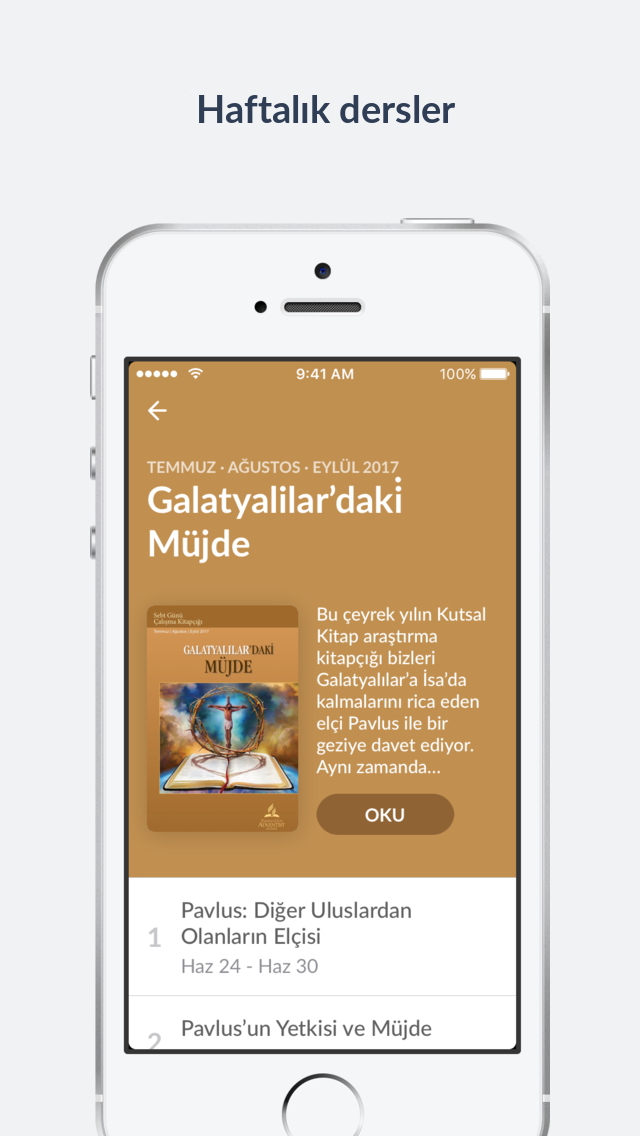 Haftalık dersler
9:41 AM
100%
TEMMUZ · AĞUSTOS · EYLÜL 2017
Galatyalilar’daki̇
Müjde
Sebt Günü
Çalışma Kitapçığı
Temmuz | Ağustos | Eylül 2017
GALATYALILAR'DAKİ
MÜJDE
Bu çeyrek yılın Kutsal
Kitap araştırma
kitapçığı bizleri
Galatyalılar’a İsa’da
kalmalarını rica eden
elçi Pavlus ile bir
geziye davet ediyor.
Aynı zamanda...
OKU
1
Pavlus: Diğer Uluslardan
Olanların Elçisi
Haz 24 - Haz 30
2
Pavlus’un Yetkisi ve Müjde